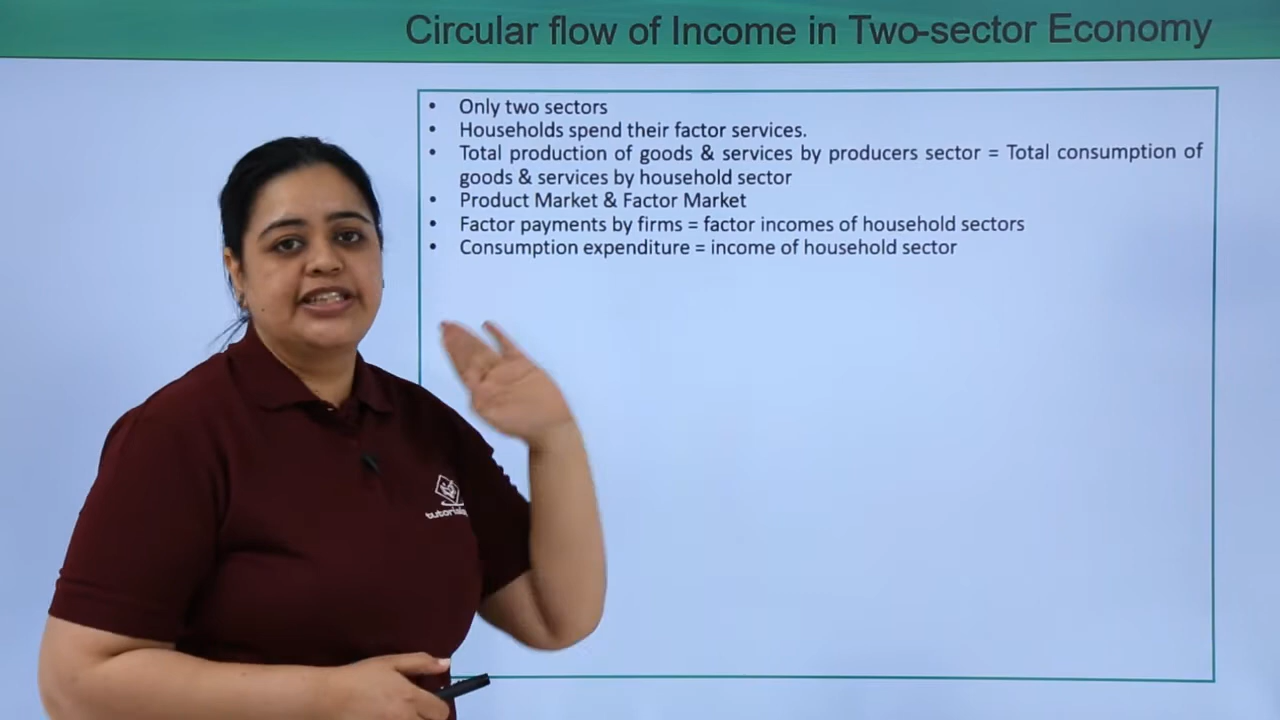 Circular flow of Income in Two-sector Economy
• Only two sectors
• Households spend their factor services.
• Total production of goods & services by producers sector = Total consumption of
goods & services by household sector
• Product Market & Factor Market
• Factor payments by firms = factor incomes of household sectors
• Consumption expenditure = income of household sector